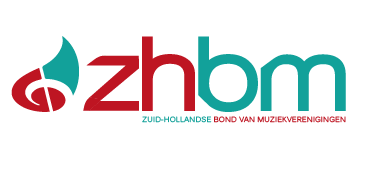 zhbm
ZUID-HOLLANDSE BOND VAN MUZIEKVERENIGINGEN